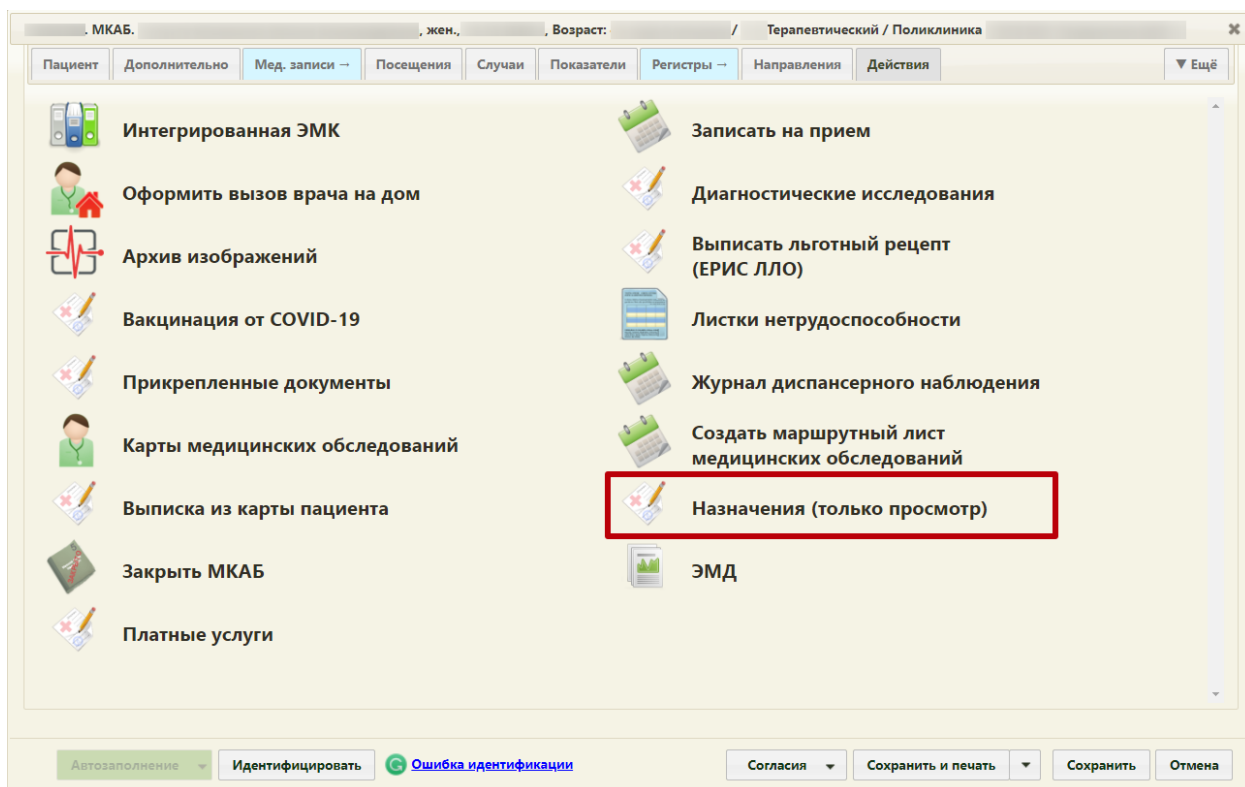 . МКАБ. , жен., , Возраст: / Терапевтический / Поликлиника
Пациент Дополнительно Мед. записи → Посещения Случаи Показатели Регистры → Направления Действия ▼ Ещё
Интегрированная ЭМК
Записать на прием
Оформить вызов врача на дом
Диагностические исследования
Архив изображений
Выписать льготный рецепт
(ЕРИС ЛЛО)
Вакцинация от COVID-19
Листки нетрудоспособности
Прикрепленные документы
Журнал диспансерного наблюдения
Карты медицинских обследований
Создать маршрутный лист
медицинских обследований
Выписка из карты пациента
Назначения (только просмотр)
Закрыть МКАБ
ЭМД
Платные услуги
Автозаполнение Идентифицировать Ошибка идентификации Согласия Сохранить и печать Сохранить Отмена